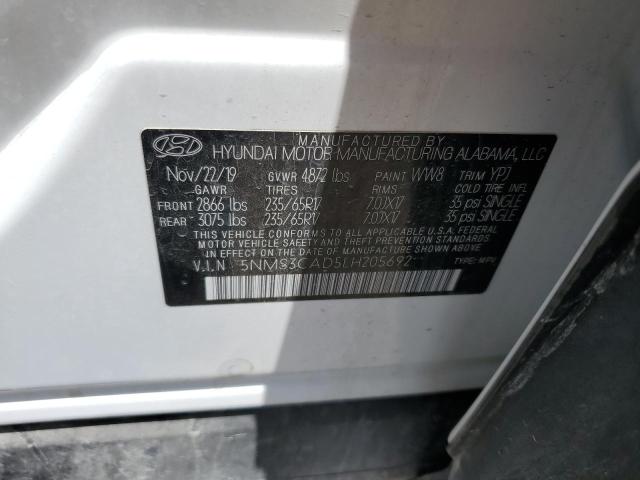 MANUFACTURED BY
HYUNDAI MOTOR MANUFACTURING ALABAMA, LLC
Nov/22/19 GVWR 4872 lbs PAINT WW8 TRIM YPJ
GAWR TIRES RIMS COLD TIRE INFL
FRONT 2866 lbs 235/65R17 7.0JX17 35 psi SINGLE
REAR 3075 lbs 235/65R17 7.0JX17 35 psi SINGLE
THIS VEHICLE CONFORMS TO ALL APPLICABLE U.S.A. FEDERAL
MOTOR VEHICLE SAFETY, BUMPER, AND THEFT PREVENTION STANDARDS
IN EFFECT ON THE DATE OF MANUFACTURE SHOWN ABOVE.
V.I.N 5NMS3CAD5LH205692 TYPE: MPV